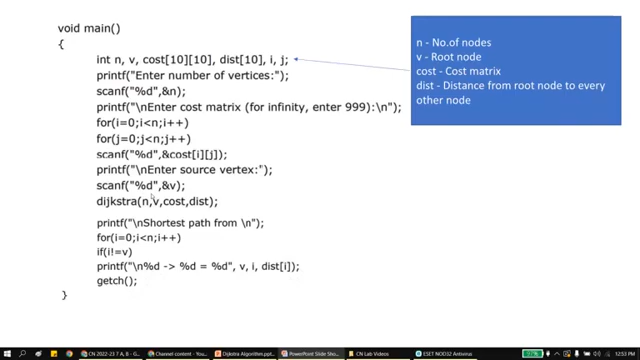 void main()
{
int n, v, cost[10][10], dist[10], i, j;
printf("Enter number of vertices:");
scanf("%d",&n);
printf("\nEnter cost matrix (for infinity, enter 999):\n");
for(i=0;i<n;i++)
for(j=0;j<n;j++)
scanf("%d",&cost[i][j]);
printf("\nEnter source vertex:");
scanf("%d",&v);
dijkstra(n,v,cost,dist);
printf("\nShortest path from \n");
for(i=0;i<n;i++)
if(i!=v)
printf("\n%d -> %d = %d", v, i, dist[i]);
getch();
}
n - No.of nodes
v - Root node
cost - Cost matrix
dist - Distance from root node to every
other node
CN 2022-23 7 A, B - G
Channel content - You...
Dijkstra Algorithm.ppt...
PowerPoint Slide Sho...
CN Lab Videos
ESET NOD32 Antivirus
97%
12:53 PM